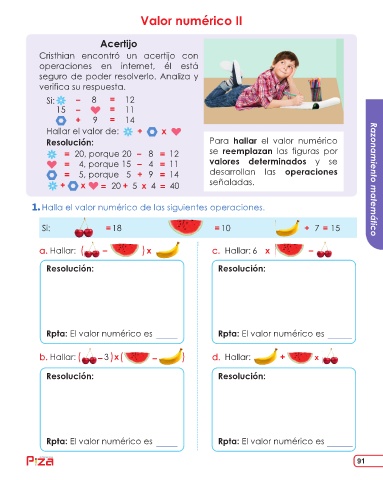 Valor numérico II
Acertijo
Cristhian encontró un acertijo con
operaciones en internet, él está
seguro de poder resolverlo. Analiza y
verifica su respuesta.
Si: – 8 = 12
15 – = 11
+ 9 = 14
Hallar el valor de: + x
Resolución:
= 20, porque 20 – 8 = 12
= 4, porque 15 – 4 = 11
= 5, porque 5 + 9 = 14
+ x = 20 + 5 x 4 = 40
Para hallar el valor numérico
se reemplazan las figuras por
valores determinados y se
desarrollan las operaciones
señaladas.
Razonamiento matemático
1. Halla el valor numérico de las siguientes operaciones.
Si: = 18 = 10 + 7 = 15
a. Hallar: ( – ) x
c. Hallar: 6 x ( –
Resolución:
Resolución:
Rpta: El valor numérico es
Rpta: El valor numérico es
b. Hallar: ( – 3 ) x ( – )
d. Hallar: + x
Resolución:
Resolución:
Rpta: El valor numérico es
Rpta: El valor numérico es
Piza
91